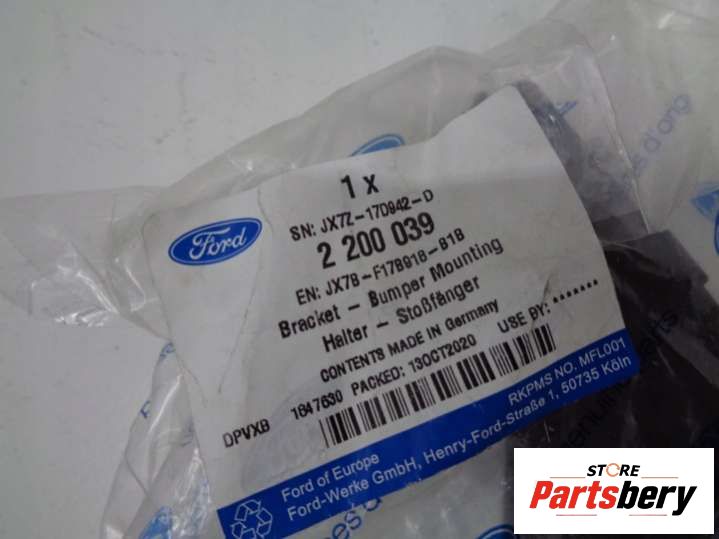 1 x
SN: JX7Z-17D942-D
2 200 039
EN: JX7B-F17B918-B1B
Bracket - Bumper Mounting
Halter - Stoßfänger
CONTENTS MADE IN Germany
1647630 PACKED: 13OCT2020 USE BY: *******
DPVXB
RKPMS NO. MFL001
Ford of Europe
Ford-Werke GmbH, Henry-Ford-Straße 1, 50735 Köln
Ford
STORE
Partsbery